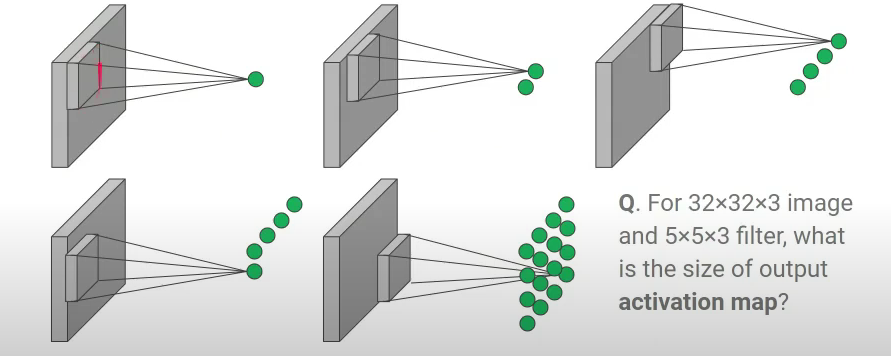 Q. For 32×32×3 image
and 5×5×3 filter, what
is the size of output
activation map?